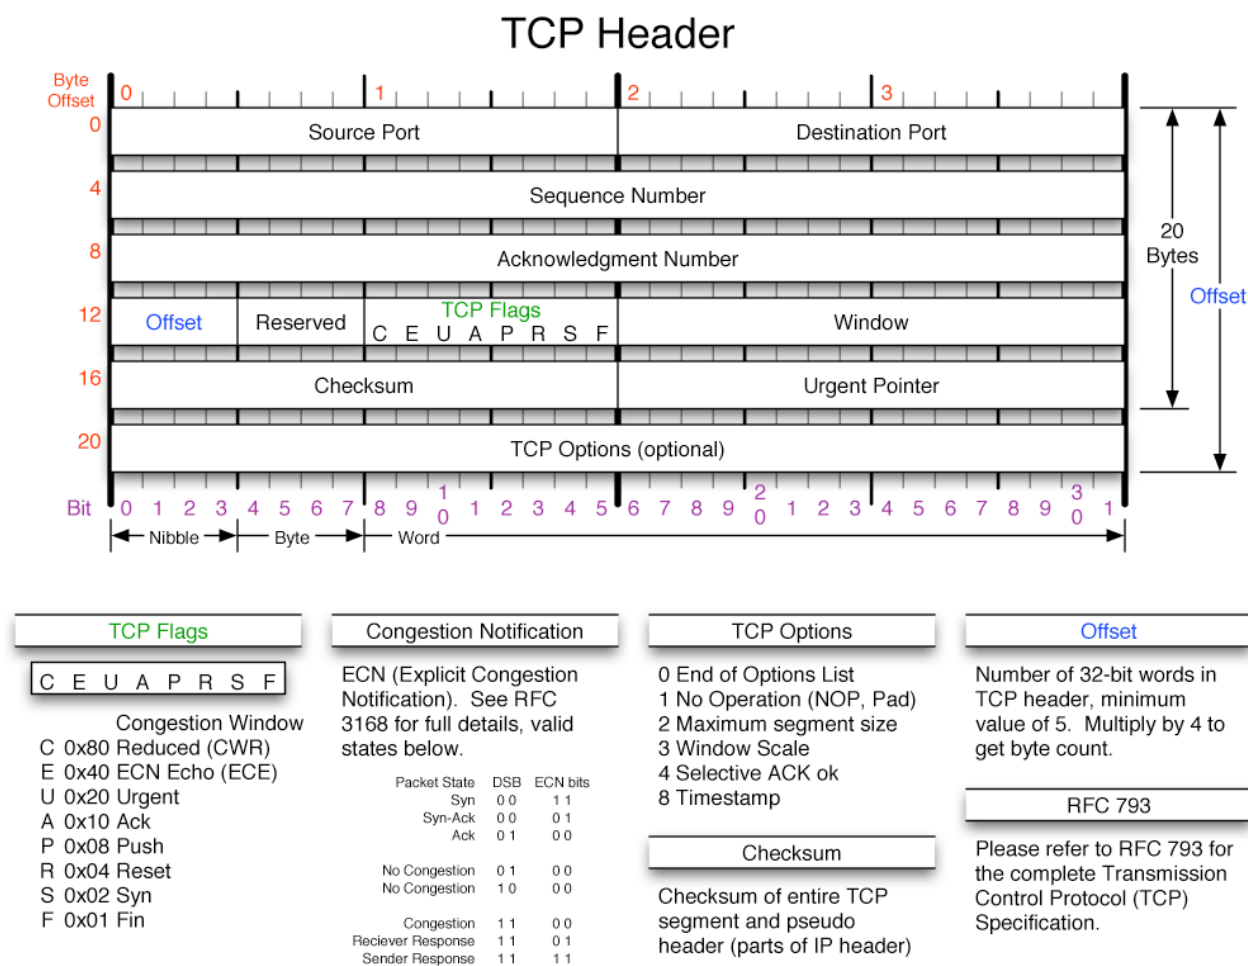 TCP Header
Byte
Offset
0 1 2 3
0 Source Port Destination Port
4 Sequence Number
8 Acknowledgment Number
20
Bytes
Offset
12 Offset Reserved TCP Flags Window
C E U A P R S F
16 Checksum Urgent Pointer
20 TCP Options (optional)
Bit 0 1 2 3 4 5 6 7 8 9 10 1 2 3 4 5 6 7 8 9 20 1 2 3 4 5 6 7 8 9 30 1
Nibble Byte Word
TCP Flags
C E U A P R S F
Congestion Window
C 0x80 Reduced (CWR)
E 0x40 ECN Echo (ECE)
U 0x20 Urgent
A 0x10 Ack
P 0x08 Push
R 0x04 Reset
S 0x02 Syn
F 0x01 Fin
Congestion Notification
ECN (Explicit Congestion
Notification). See RFC
3168 for full details, valid
states below.
Packet State DSB ECN bits
Syn 0 0 1 1
Syn-Ack 0 0 0 1
Ack 0 1 0 0
No Congestion 0 1 0 0
No Congestion 1 0 0 0
Congestion 1 1 0 0
Reciever Response 1 1 0 1
Sender Response 1 1 1 1
TCP Options
0 End of Options List
1 No Operation (NOP, Pad)
2 Maximum segment size
3 Window Scale
4 Selective ACK ok
8 Timestamp
Checksum
Checksum of entire TCP
segment and pseudo
header (parts of IP header)
Offset
Number of 32-bit words in
TCP header, minimum
value of 5. Multiply by 4 to
get byte count.
RFC 793
Please refer to RFC 793 for
the complete Transmission
Control Protocol (TCP)
Specification.